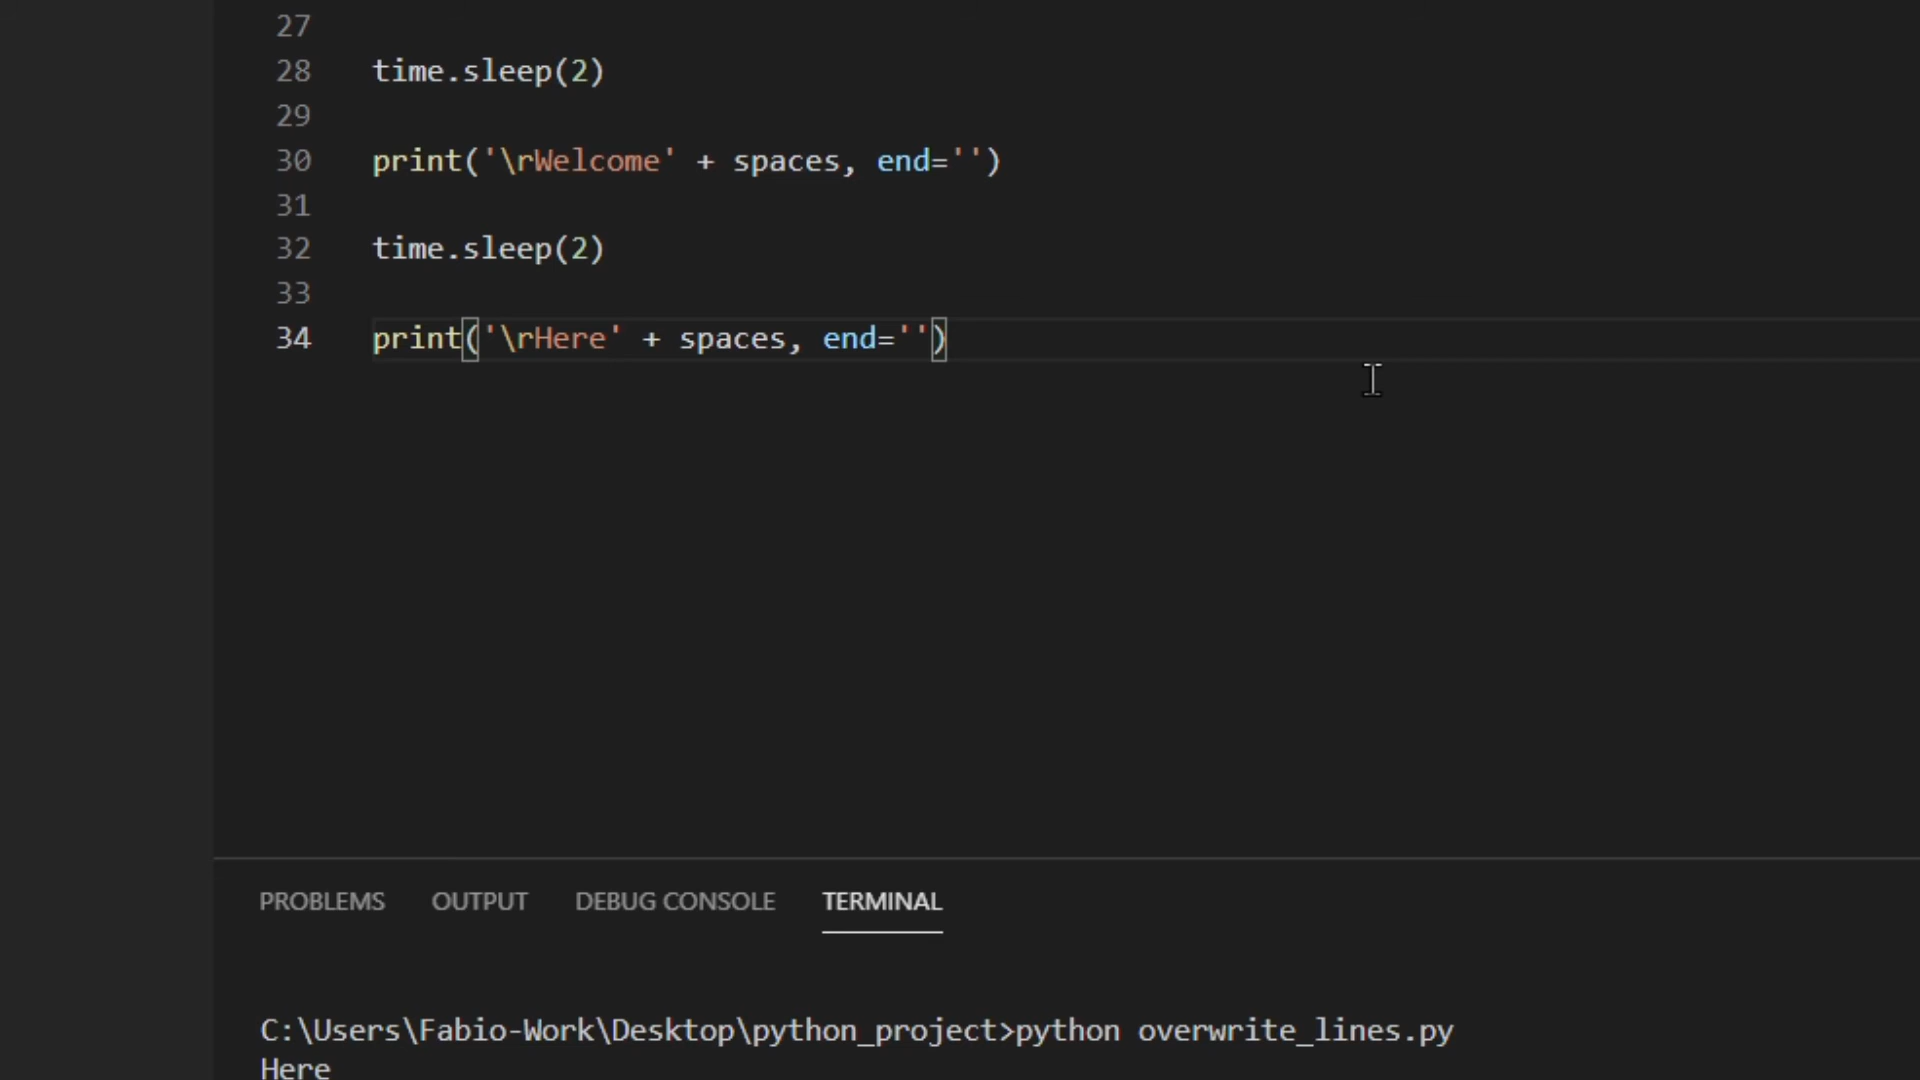 27
28 time.sleep(2)
29
30 print('\rWelcome' + spaces, end='')
31
32 time.sleep(2)
33
34 print('\rHere' + spaces, end='')
PROBLEMS OUTPUT DEBUG CONSOLE TERMINAL
C:\Users\Fabio-Work\Desktop\python_project>python overwrite_lines.py
Here